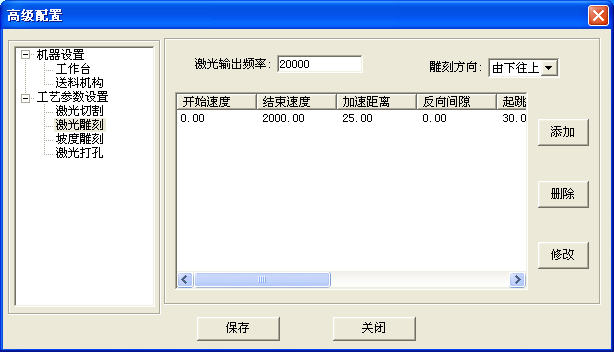 高级配置
机器设置
工作台
送料机构
工艺参数设置
激光切割
激光雕刻
坡度雕刻
激光打孔
激光输出频率: 20000
雕刻方向: 由下往上
开始速度 结束速度 加速距离 反向间隙 起跳
0.00 2000.00 25.00 0.00 30.0
添加
删除
修改
保存 关闭